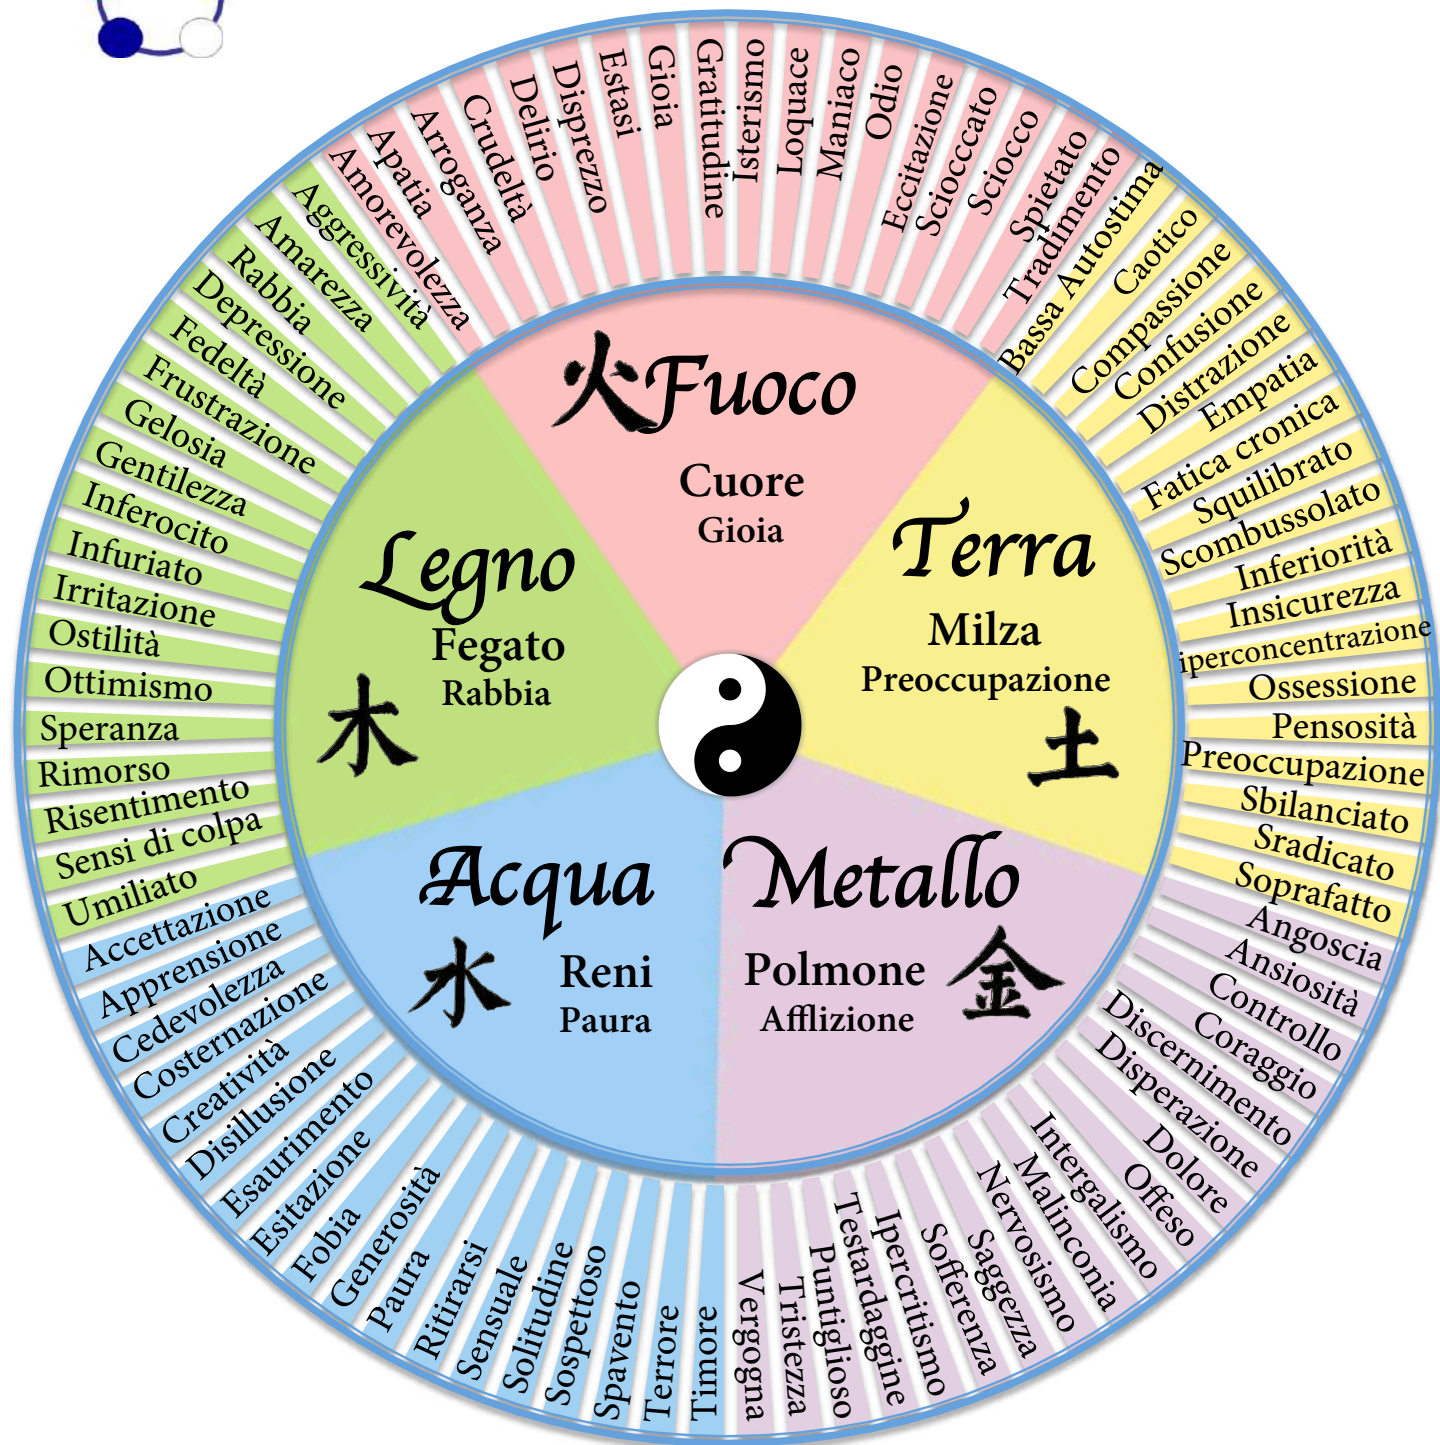 Amorevolezza
Apatia
Arroganza
Crudeltà
Delirio
Disprezzo
Estasi
Gioia
Gratitudine
Isterismo
Loquace
Maniaco
Odio
Eccitazione
Sciocccato
Sciocco
Spietato
Tradimento
Bassa Autostima
Caotico
Compassione
Confusione
Distrazione
Empatia
Fatica cronica
Squilibrato
Scombussolato
Inferiorità
Insicurezza
iperconcentrazione
Ossessione
Pensosità
Preoccupazione
Sbilanciato
Sradicato
Soprafatto
Angoscia
Ansiosità
Controllo
Coraggio
Discernimento
Disperazione
Dolore
Offeso
Intergalismo
Malinconia
Nervosismo
Saggezza
Sofferenza
Ipercritismo
Testardaggine
Puntiglioso
Tristezza
Vergogna
Timore
Terrore
Spavento
Sospettoso
Solitudine
Sensuale
Ritirarsi
Paura
Generosità
Fobia
Esitazione
Esaurimento
Disillusione
Creatività
Costernazione
Cedevolezza
Apprensione
Accettazione
Umiliato
Sensi di colpa
Risentimento
Rimorso
Speranza
Ottimismo
Ostilità
Irritazione
Infuriato
Inferocito
Gentilezza
Gelosia
Frustrazione
Fedeltà
Depressione
Rabbia
Amarezza
Aggressività
火Fuoco
Cuore
Gioia
Terra
Milza
Preoccupazione
土
Metallo
Polmone
Afflizione
金
Acqua
水
Reni
Paura
Legno
Fegato
Rabbia
木